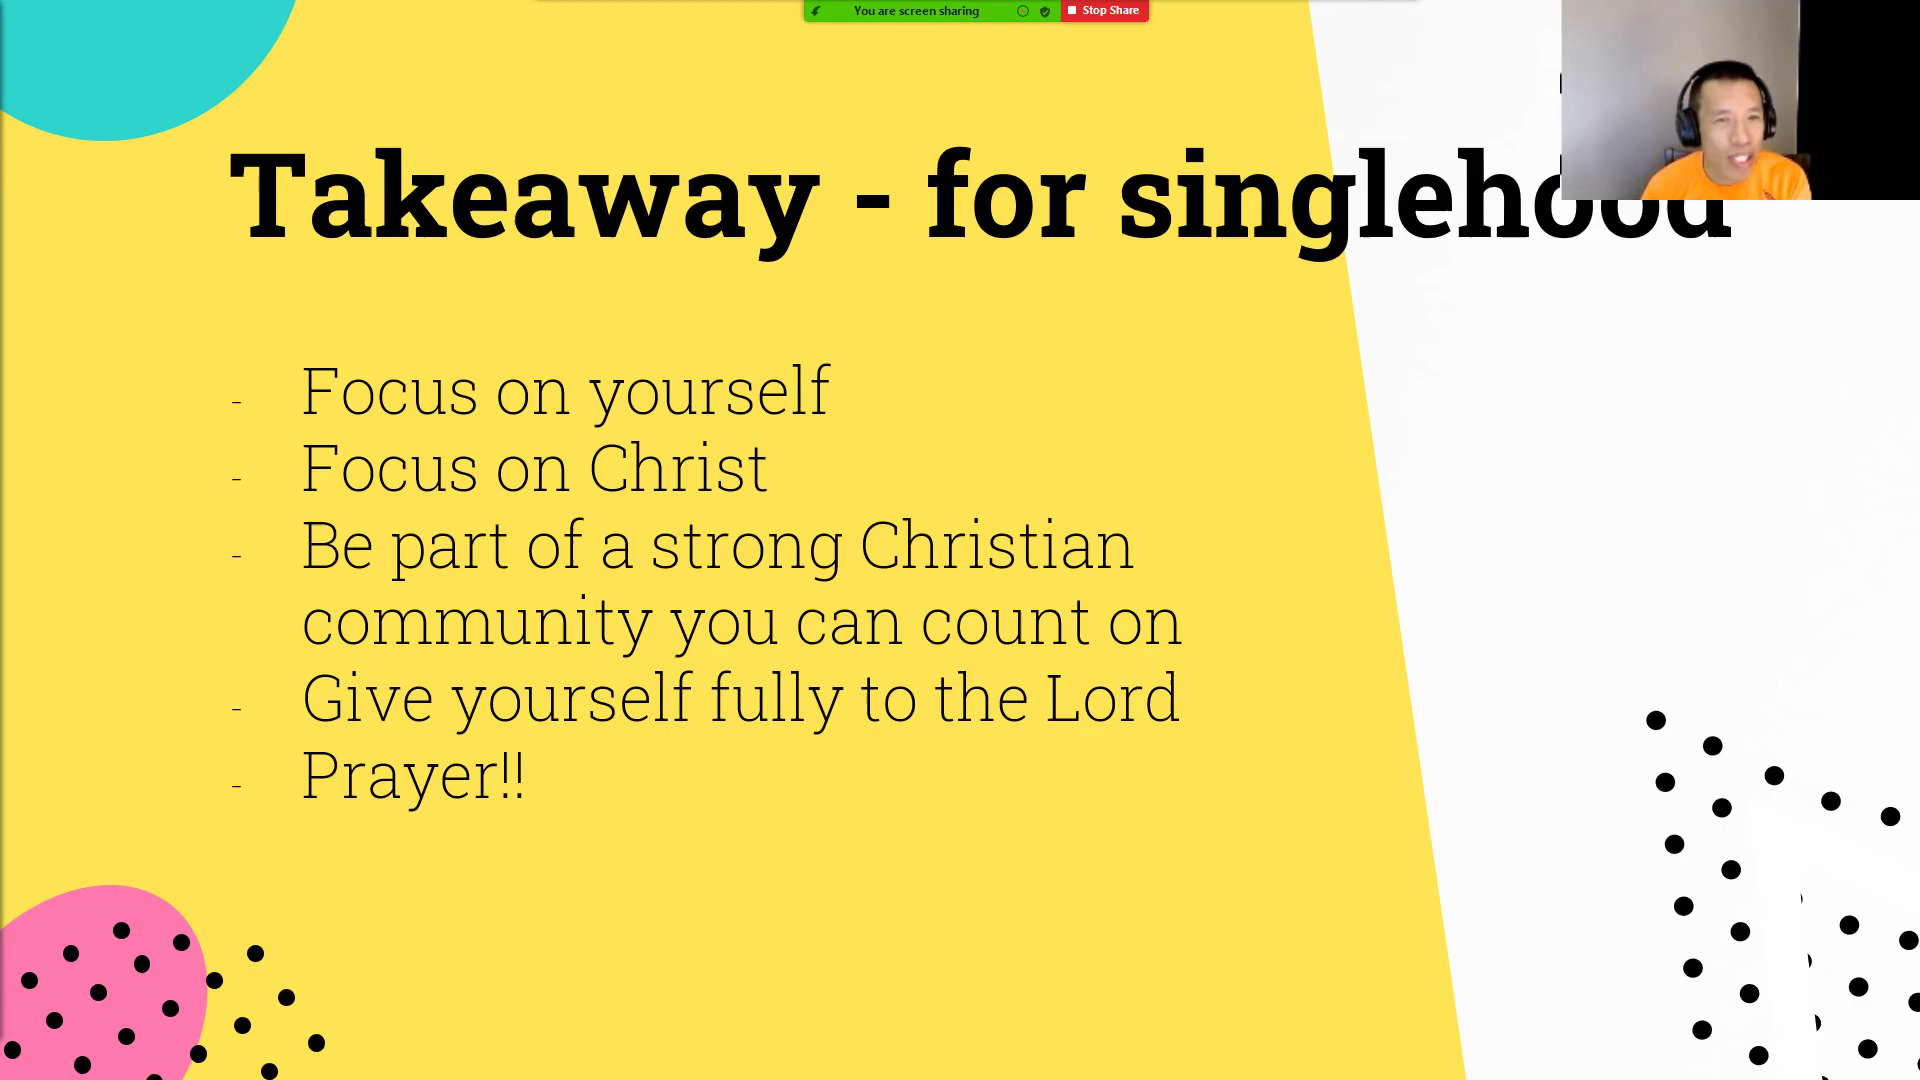 You are screen sharing
Stop Share
Takeaway - for singlehood
- Focus on yourself
- Focus on Christ
- Be part of a strong Christian
community you can count on
- Give yourself fully to the Lord
- Prayer!!